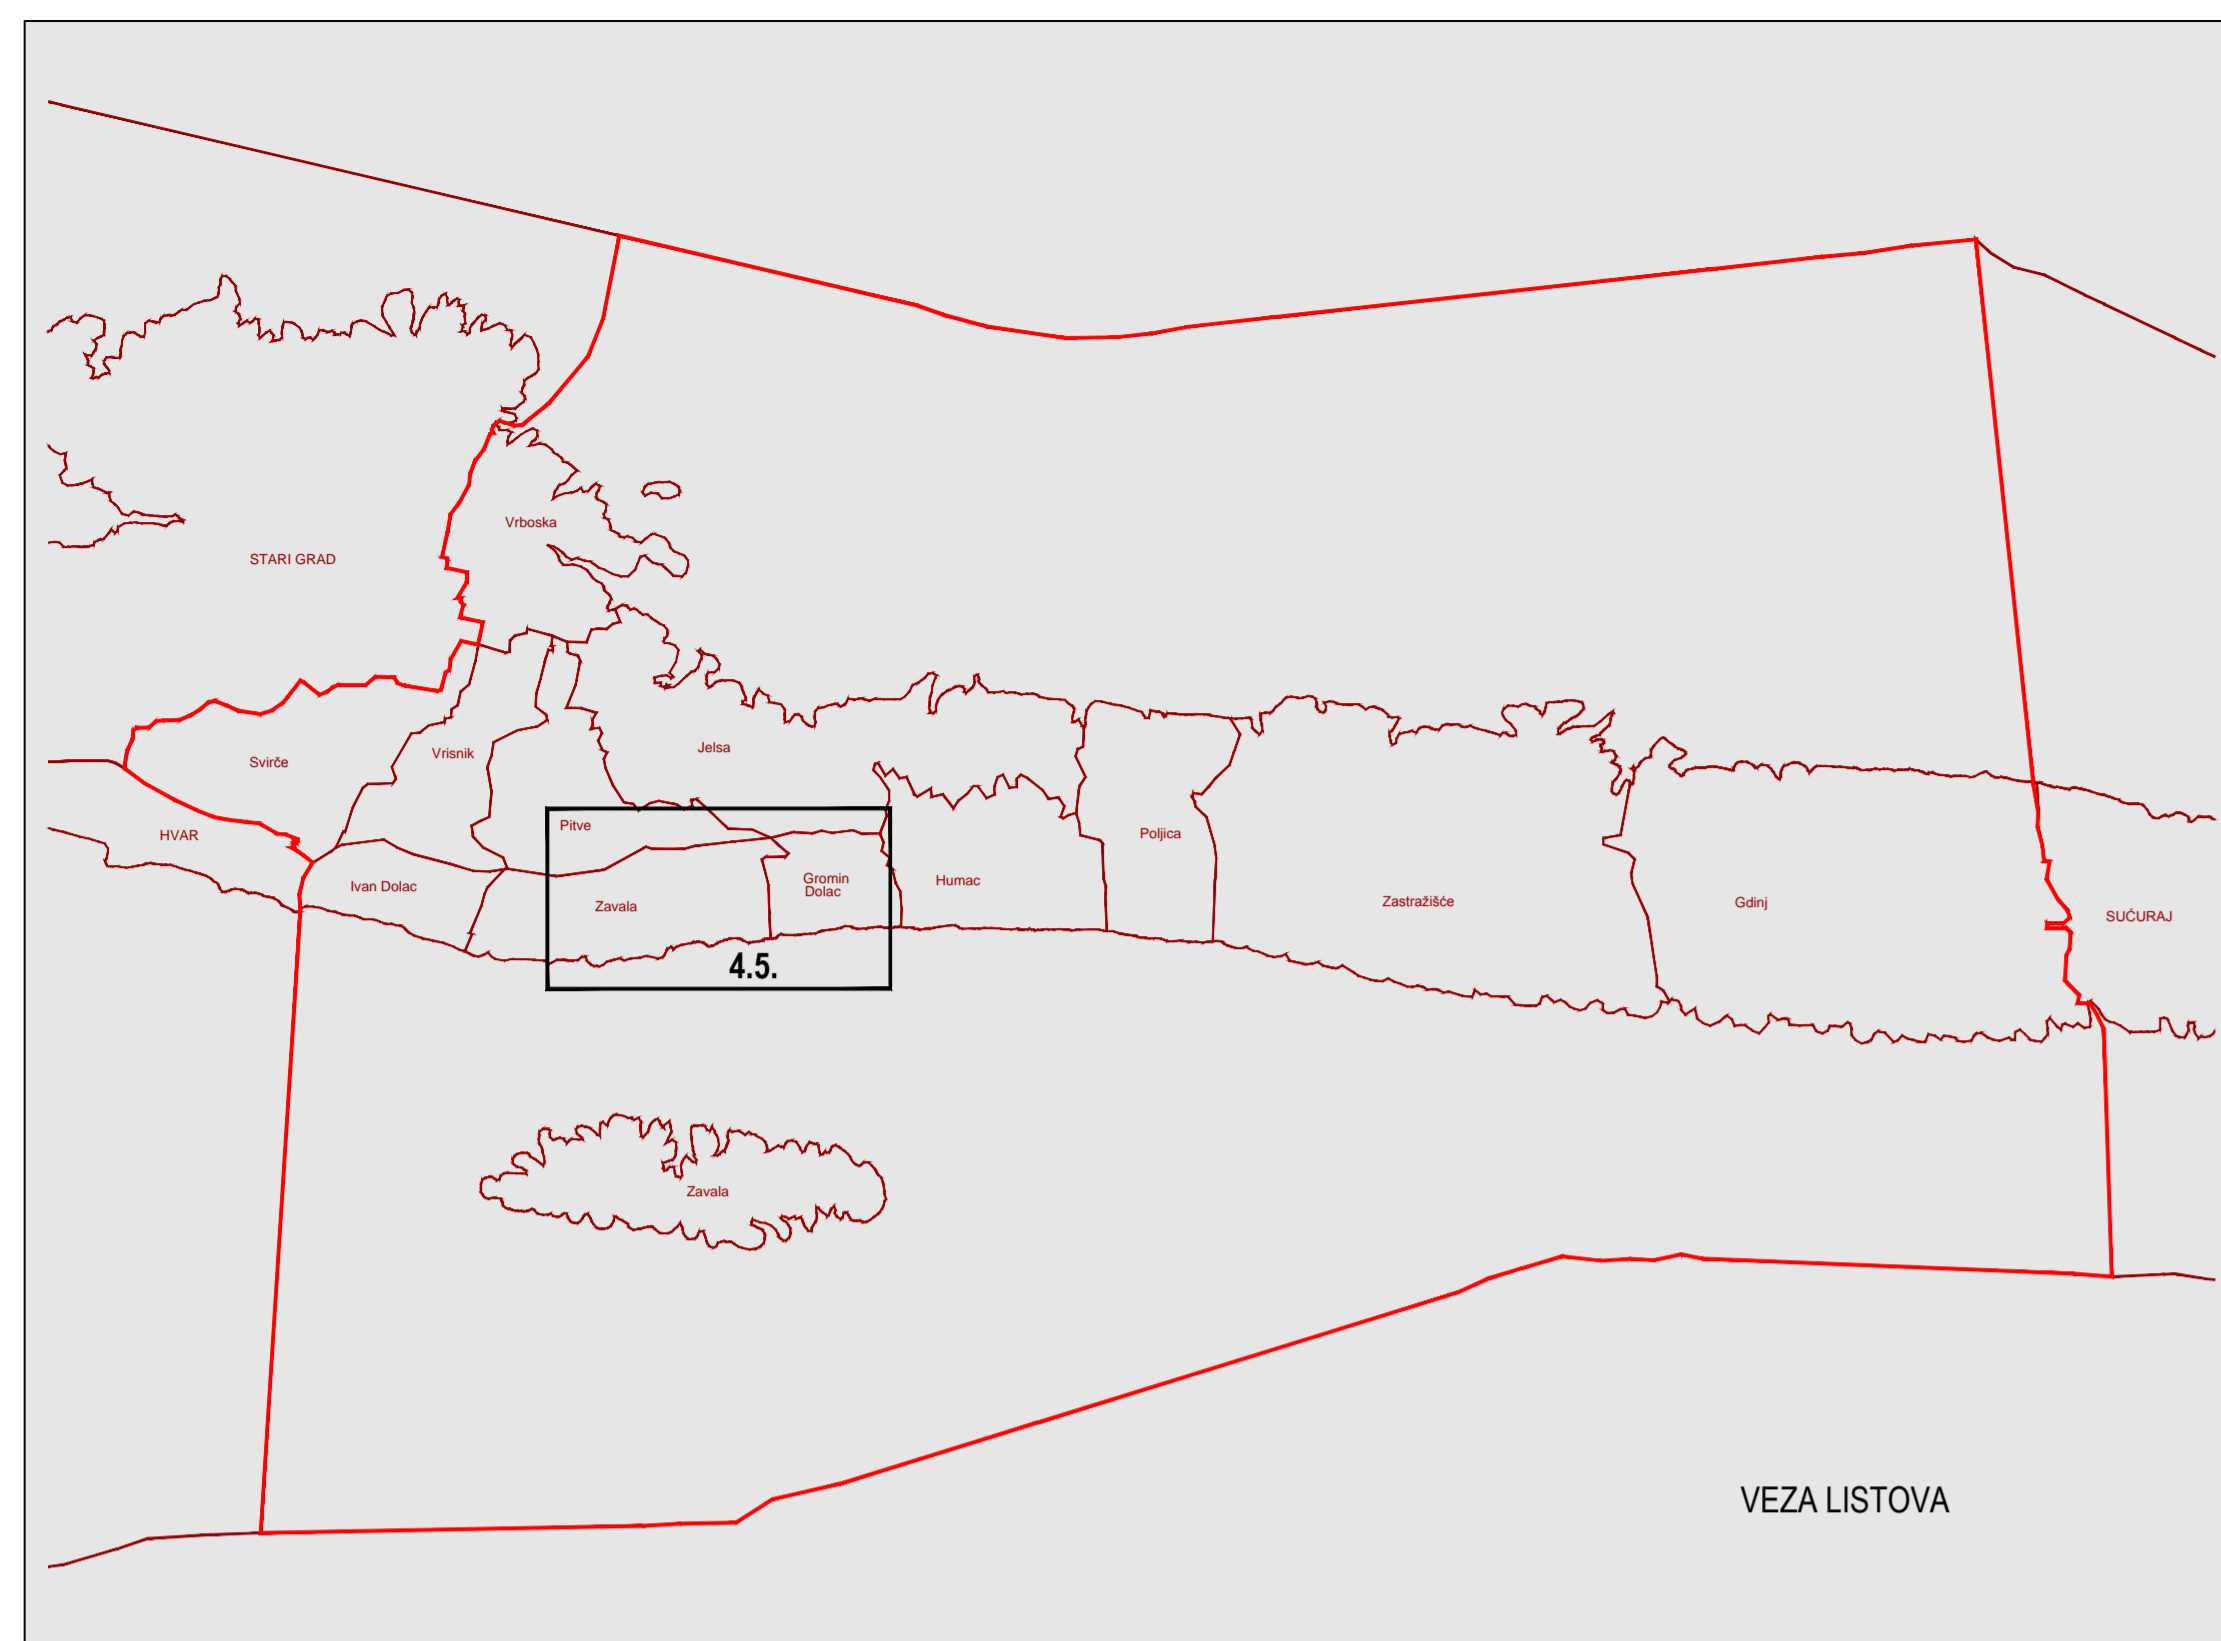 Vrboska
STARI GRAD
Jelsa
Vrisnik
Svirče
HVAR
Pitve
Poljica
Ivan Dolac
Gromin
Dolac
Humac
Zavala
Zastražišće
Gdinj
SUĆURAJ
4.5.
Zavala
VEZA LISTOVA